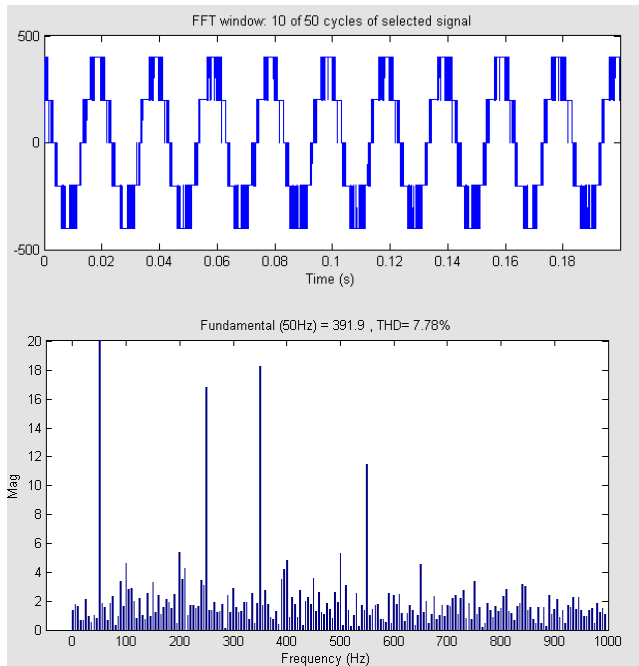 FFT window: 10 of 50 cycles of selected signal
500
0
-500
0 0.02 0.04 0.06 0.08 0.1 0.12 0.14 0.16 0.18
Time (s)
Fundamental (50Hz) = 391.9 , THD= 7.78%
20
18
16
14
12
10
8
6
4
2
0
Mag
0 100 200 300 400 500 600 700 800 900 1000
Frequency (Hz)